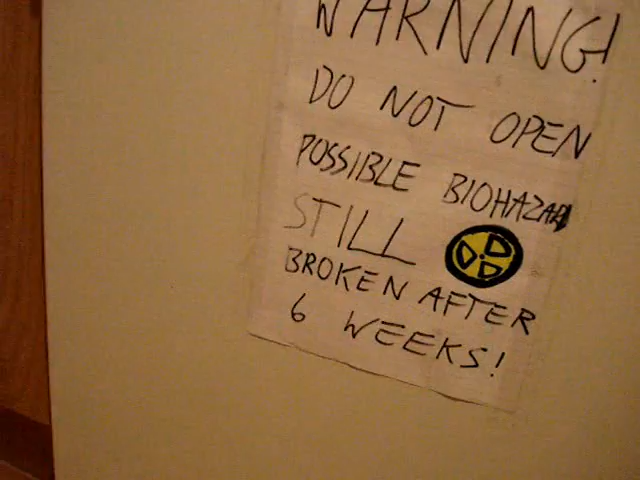 WARNING!
DO NOT OPEN
POSSIBLE BIOHAZARD
STILL
BROKEN AFTER
6 WEEKS!